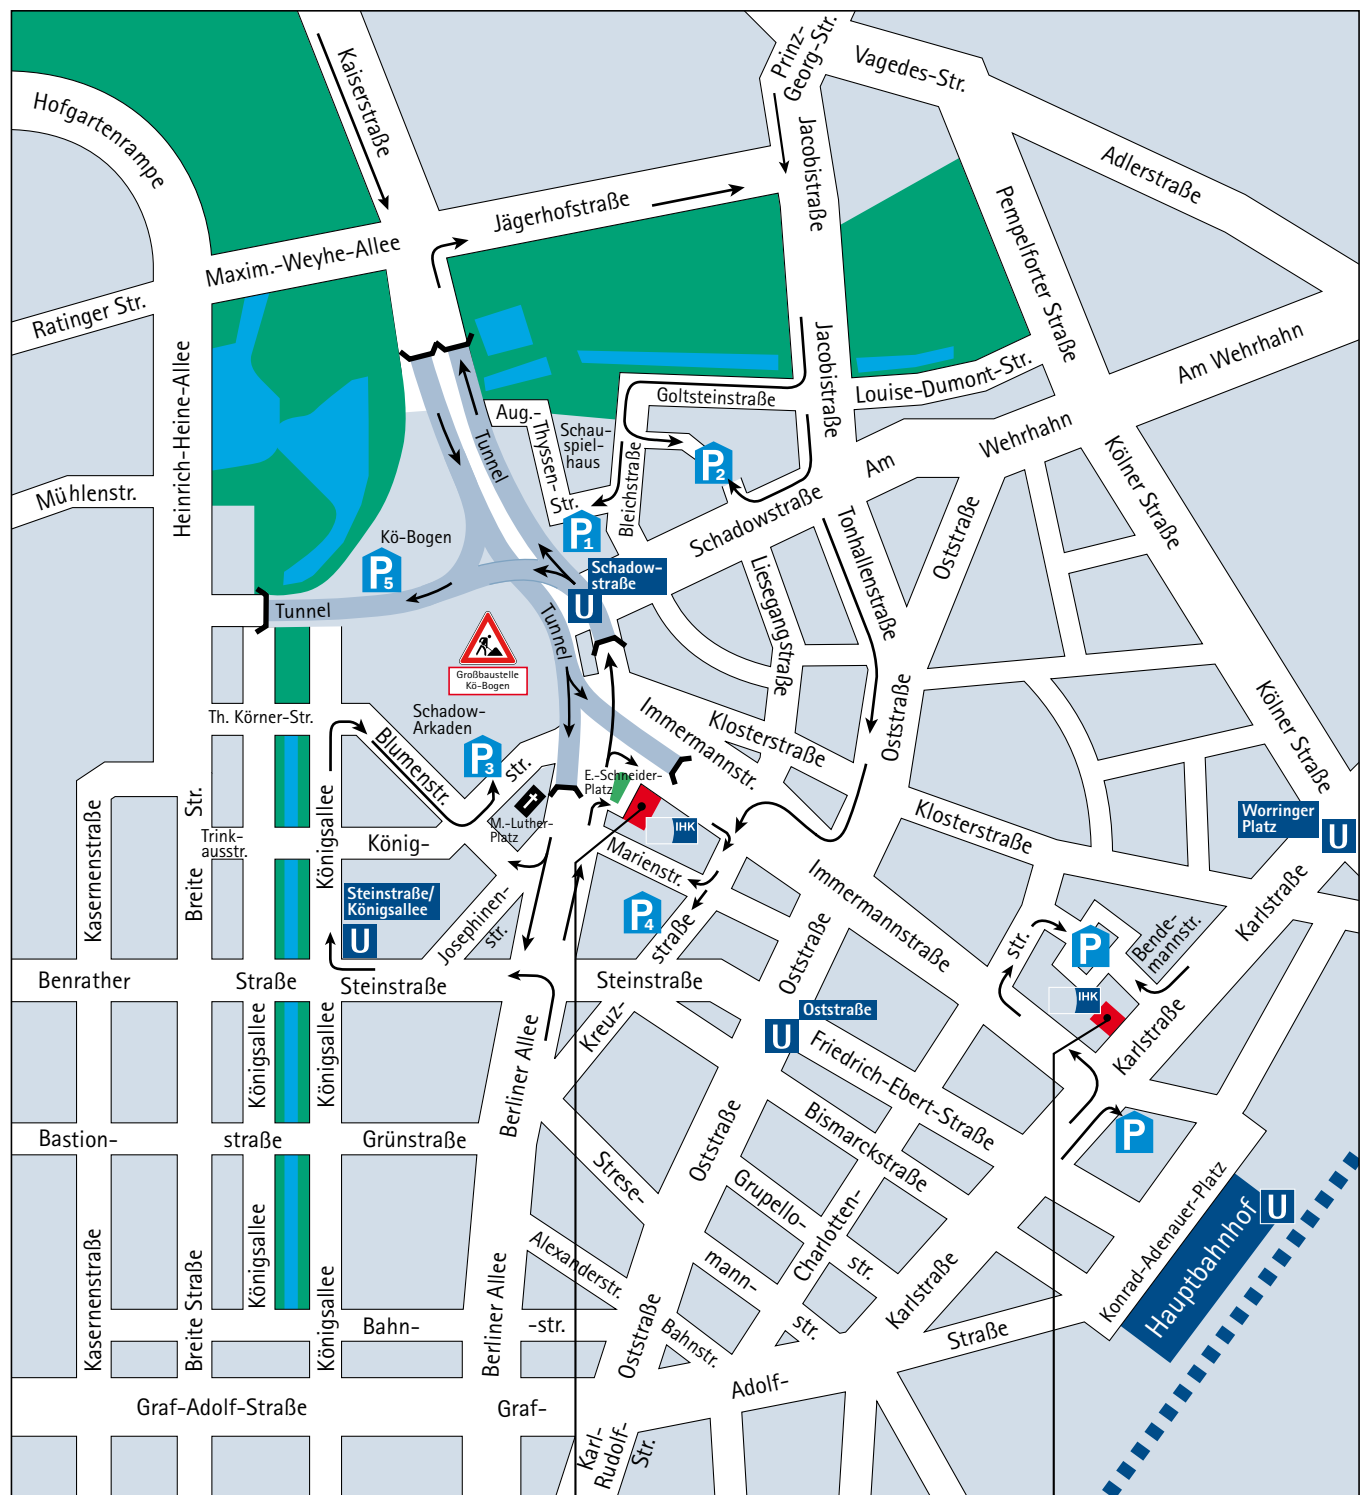 Kaiserstraße
Prinz-
Georg-Str.
Vagedes-Str.
Hofgartenrampe
Jacobistraße
Adlerstraße
Jägerhofstraße
Pempelforter Straße
Maxim.-Weyhe-Allee
Ratinger Str.
Heinrich-Heine-Allee
Jacobistraße
Am Wehrhahn
Louise-Dumont-Str.
Goltsteinstraße
Aug.-
Thyssen-
Str.
Schau-
spiel-
haus
Tunnel
Bleichstraße
P2
Am
Wehrhahn
Kölner Straße
Mühlenstr.
Schadowstraße
Kö-Bogen
P1
P5
Tonhallenstraße
Oststraße
Schadow-
straße
U
Liesegangstraße
Tunnel
Tunnel
Großbaustelle
Kö-Bogen
Th. Körner-Str.
Schadow-
Arkaden
P3
Blumenstr.
str.
Immermannstr.
Klosterstraße
Oststraße
Kölner Straße
E.-Schneider-
Platz
IHK
M.-Luther-
Platz
Kasernenstraße
Breite
Str.
Trink-
ausstr.
Königsallee
König-
Marienstr.
Klosterstraße
Worringer
Platz
U
Immermannstraße
Steinstraße/
Königsallee
U
Josephinen-
str.
P4
straße
Oststraße
str.
P
Bende-
mannstr.
Karlstraße
IHK
Benrather
Straße
Steinstraße
Steinstraße
Kreuz-
Oststraße
U
Königsallee
Königsallee
Berliner Allee
Friedrich-Ebert-Straße
Karlstraße
Bastion-
straße
Grünstraße
Bismarckstraße
P
Strese-
Oststraße
Grupello-
Charlotten-
Konrad-Adenauer-Platz
Hauptbahnhof
U
Kasernenstraße
Breite Straße
Königsallee
Königsallee
Berliner Allee
Alexanderstr.
mann-
str.
Karlstraße
Bahn-
-str.
Oststraße
Bahnstr.
str.
Straße
Adolf-
Graf-Adolf-Straße
Graf-
Karl-
Rudolf-
Str.